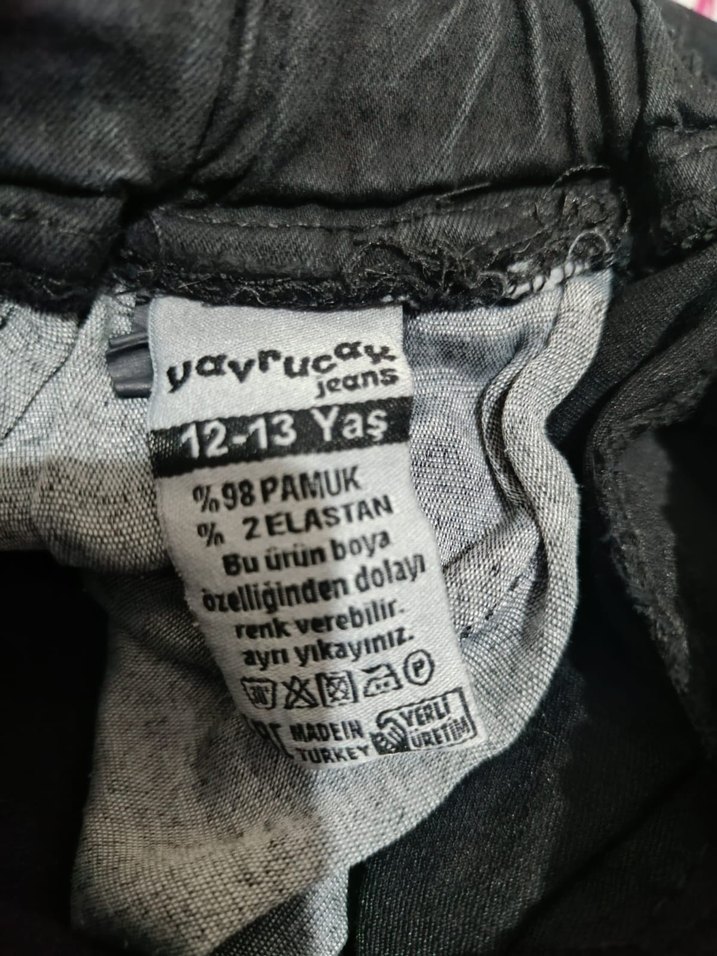 yavrucak
jeans
12-13 Yaş
%98 PAMUK
% 2 ELASTAN
Bu ürün boya
özelliğinden dolayı
renk verebilir.
ayrı yıkayınız.
30°
P
MADE IN
TURKEY
YERLİ
ÜRETİM